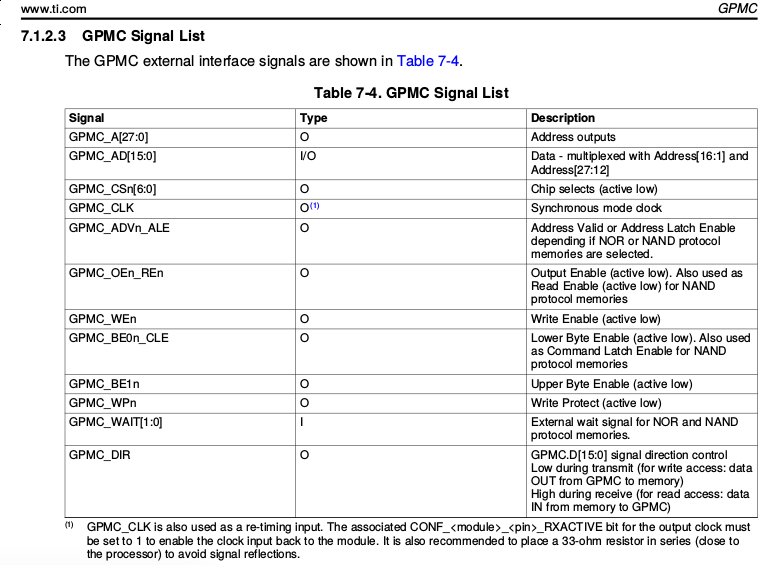 www.ti.com GPMC
7.1.2.3 GPMC Signal List
The GPMC external interface signals are shown in Table 7-4.
Table 7-4. GPMC Signal List
Signal Type Description
GPMC_A[27:0] O Address outputs
GPMC_AD[15:0] I/O Data - multiplexed with Address[16:1] and
Address[27:12]
GPMC_CSn[6:0] O Chip selects (active low)
GPMC_CLK O(1) Synchronous mode clock
GPMC_ADVn_ALE O Address Valid or Address Latch Enable
depending if NOR or NAND protocol
memories are selected.
GPMC_OEn_REn O Output Enable (active low). Also used as
Read Enable (active low) for NAND
protocol memories
GPMC_WEn O Write Enable (active low)
GPMC_BE0n_CLE O Lower Byte Enable (active low). Also used
as Command Latch Enable for NAND
protocol memories
GPMC_BE1n O Upper Byte Enable (active low)
GPMC_WPn O Write Protect (active low)
GPMC_WAIT[1:0] I External wait signal for NOR and NAND
protocol memories.
GPMC_DIR O GPMC.D[15:0] signal direction control
Low during transmit (for write access: data
OUT from GPMC to memory)
High during receive (for read access: data
IN from memory to GPMC)
(1) GPMC_CLK is also used as a re-timing input. The associated CONF_<module>_<pin>_RXACTIVE bit for the output clock must
be set to 1 to enable the clock input back to the module. It is also recommended to place a 33-ohm resistor in series (close to
the processor) to avoid signal reflections.